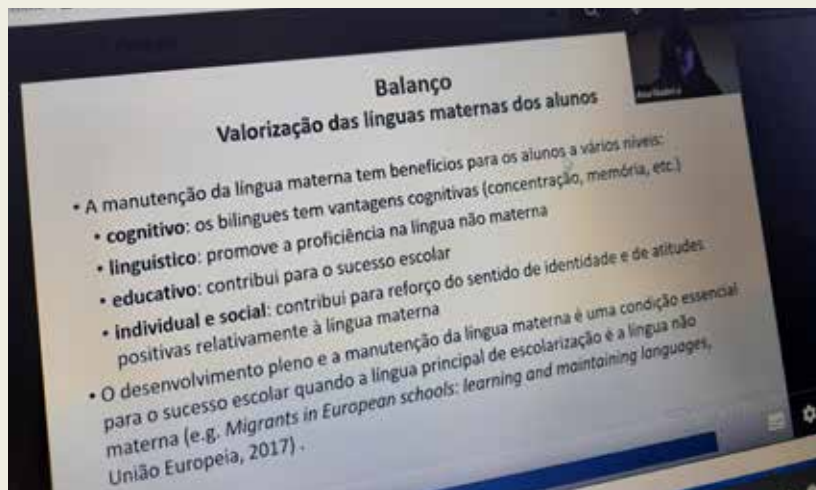 Balanço
Valorização das línguas maternas dos alunos
• A manutenção da língua materna tem benefícios para os alunos a vários níveis:
• cognitivo: os bilingues tem vantagens cognitivas (concentração, memória, etc.)
• linguístico: promove a proficiência na língua não materna
• educativo: contribui para o sucesso escolar
• individual e social: contribui para reforço do sentido de identidade e de atitudes
positivas relativamente à língua materna
• O desenvolvimento pleno e a manutenção da língua materna é uma condição essencial
para o sucesso escolar quando a língua principal de escolarização é a língua não
materna (e.g. Migrants in European schools: learning and maintaining languages,
União Europeia, 2017) .